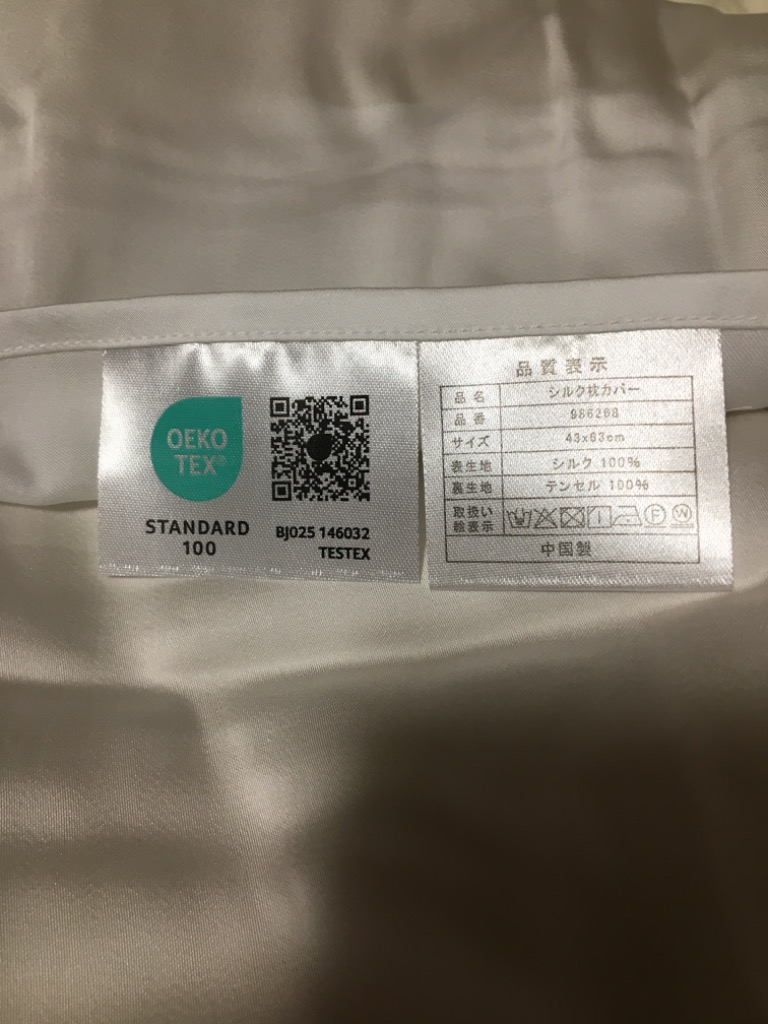 OEKO
TEX®
STANDARD
100
BJ025 146032
TESTEX
品質表示
品名 シルク枕カバー
品番 986268
サイズ 43x63cm
表生地 シルク 100%
裏生地 テンセル 100%
取扱い
絵表示
中国製